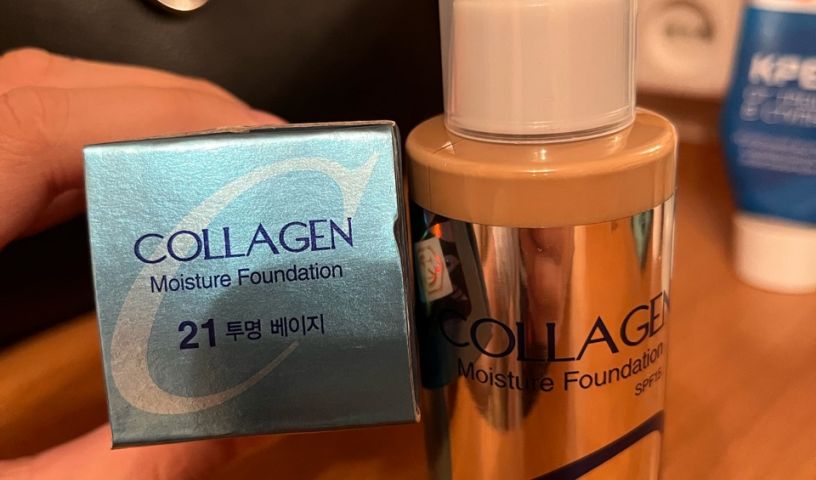 COLLAGEN
Moisture Foundation
21 투명 베이지
COLLAGEN
Moisture Foundation
SPF15